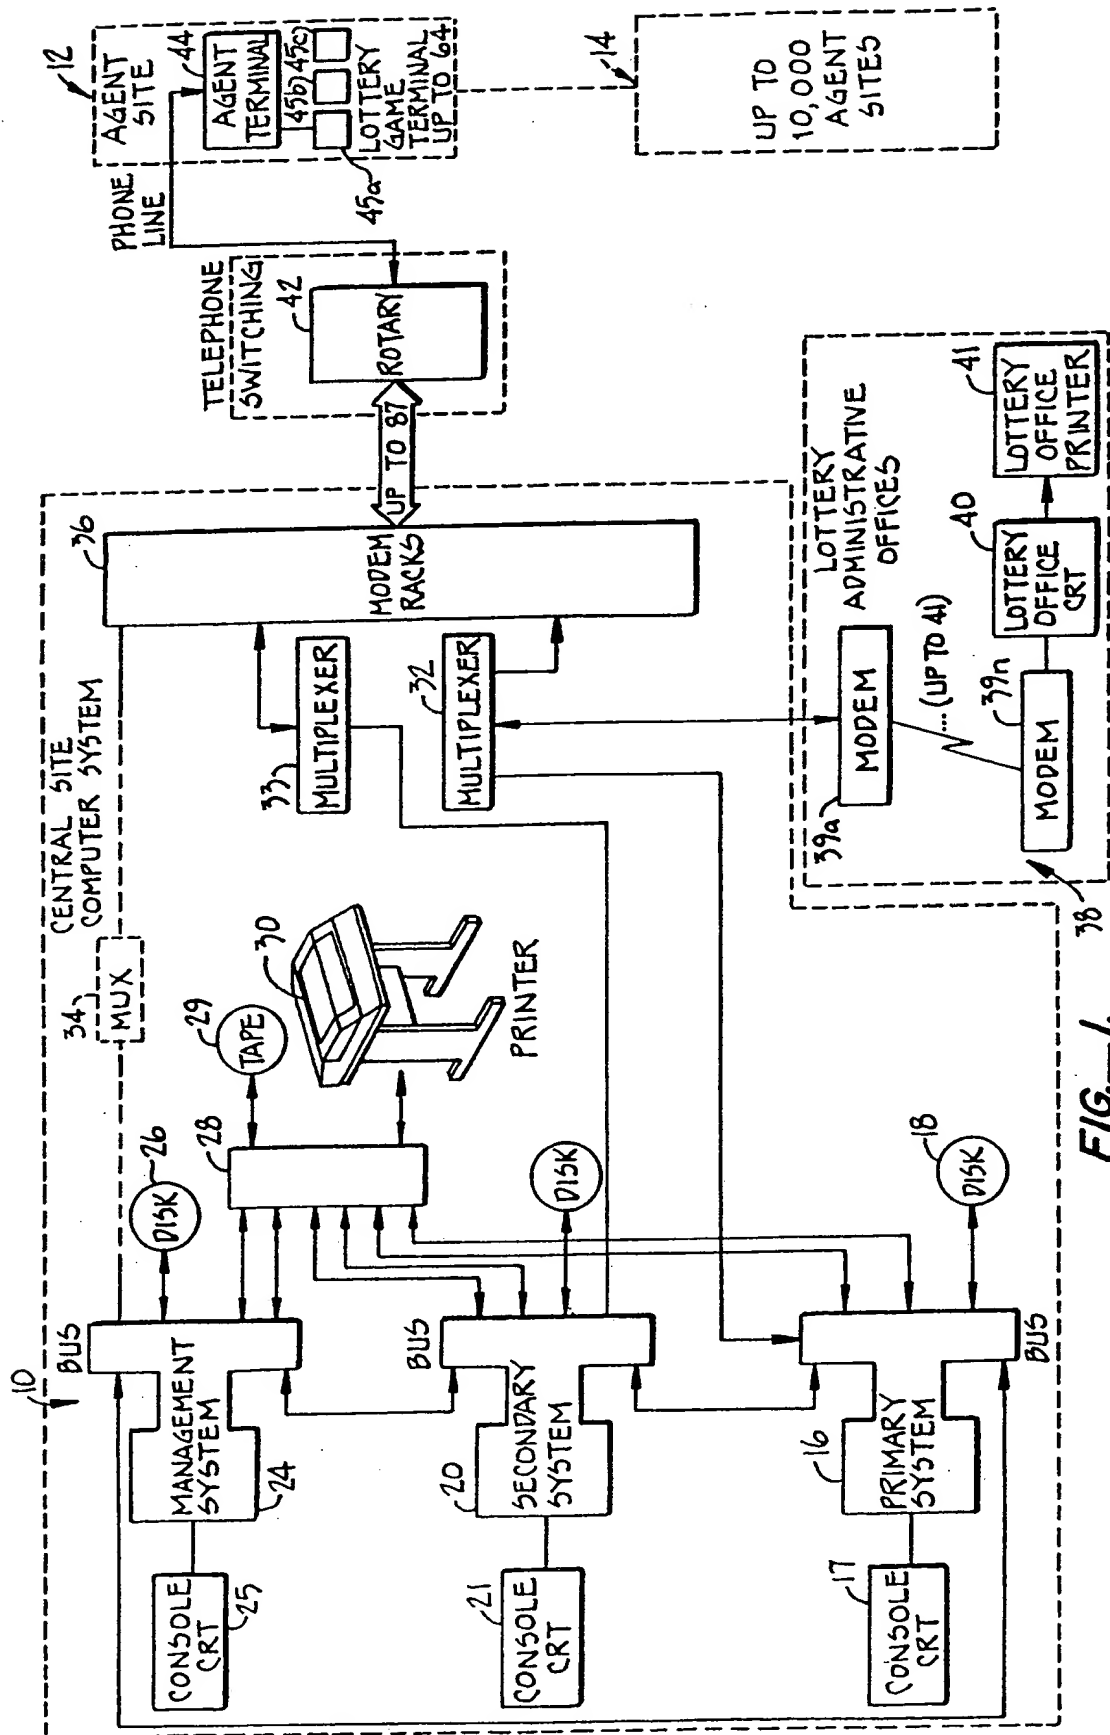 10
CENTRAL SITE
COMPUTER SYSTEM
34
MUX
BUS
MANAGEMENT
SYSTEM
24
CONSOLE
CRT
25
DISK
26
28
TAPE
29
30
PRINTER
BUS
SECONDARY
SYSTEM
20
CONSOLE
CRT
21
DISK
BUS
PRIMARY
SYSTEM
16
CONSOLE
CRT
17
DISK
18
33
MULTIPLEXER
32
MULTIPLEXER
36
MODEM
RACKS
UP TO 87
TELEPHONE
SWITCHING
42
ROTARY
PHONE
LINE
12
AGENT
SITE
44
AGENT
TERMINAL
45b
45c
45a
LOTTERY
GAME
TERMINAL
UP TO 64
14
UP TO
10,000
AGENT
SITES
LOTTERY
ADMINISTRATIVE
OFFICES
39a
MODEM
...(UP TO 41)
39n
MODEM
38
40
LOTTERY
OFFICE
CRT
41
LOTTERY
OFFICE
PRINTER
FIG.—1.